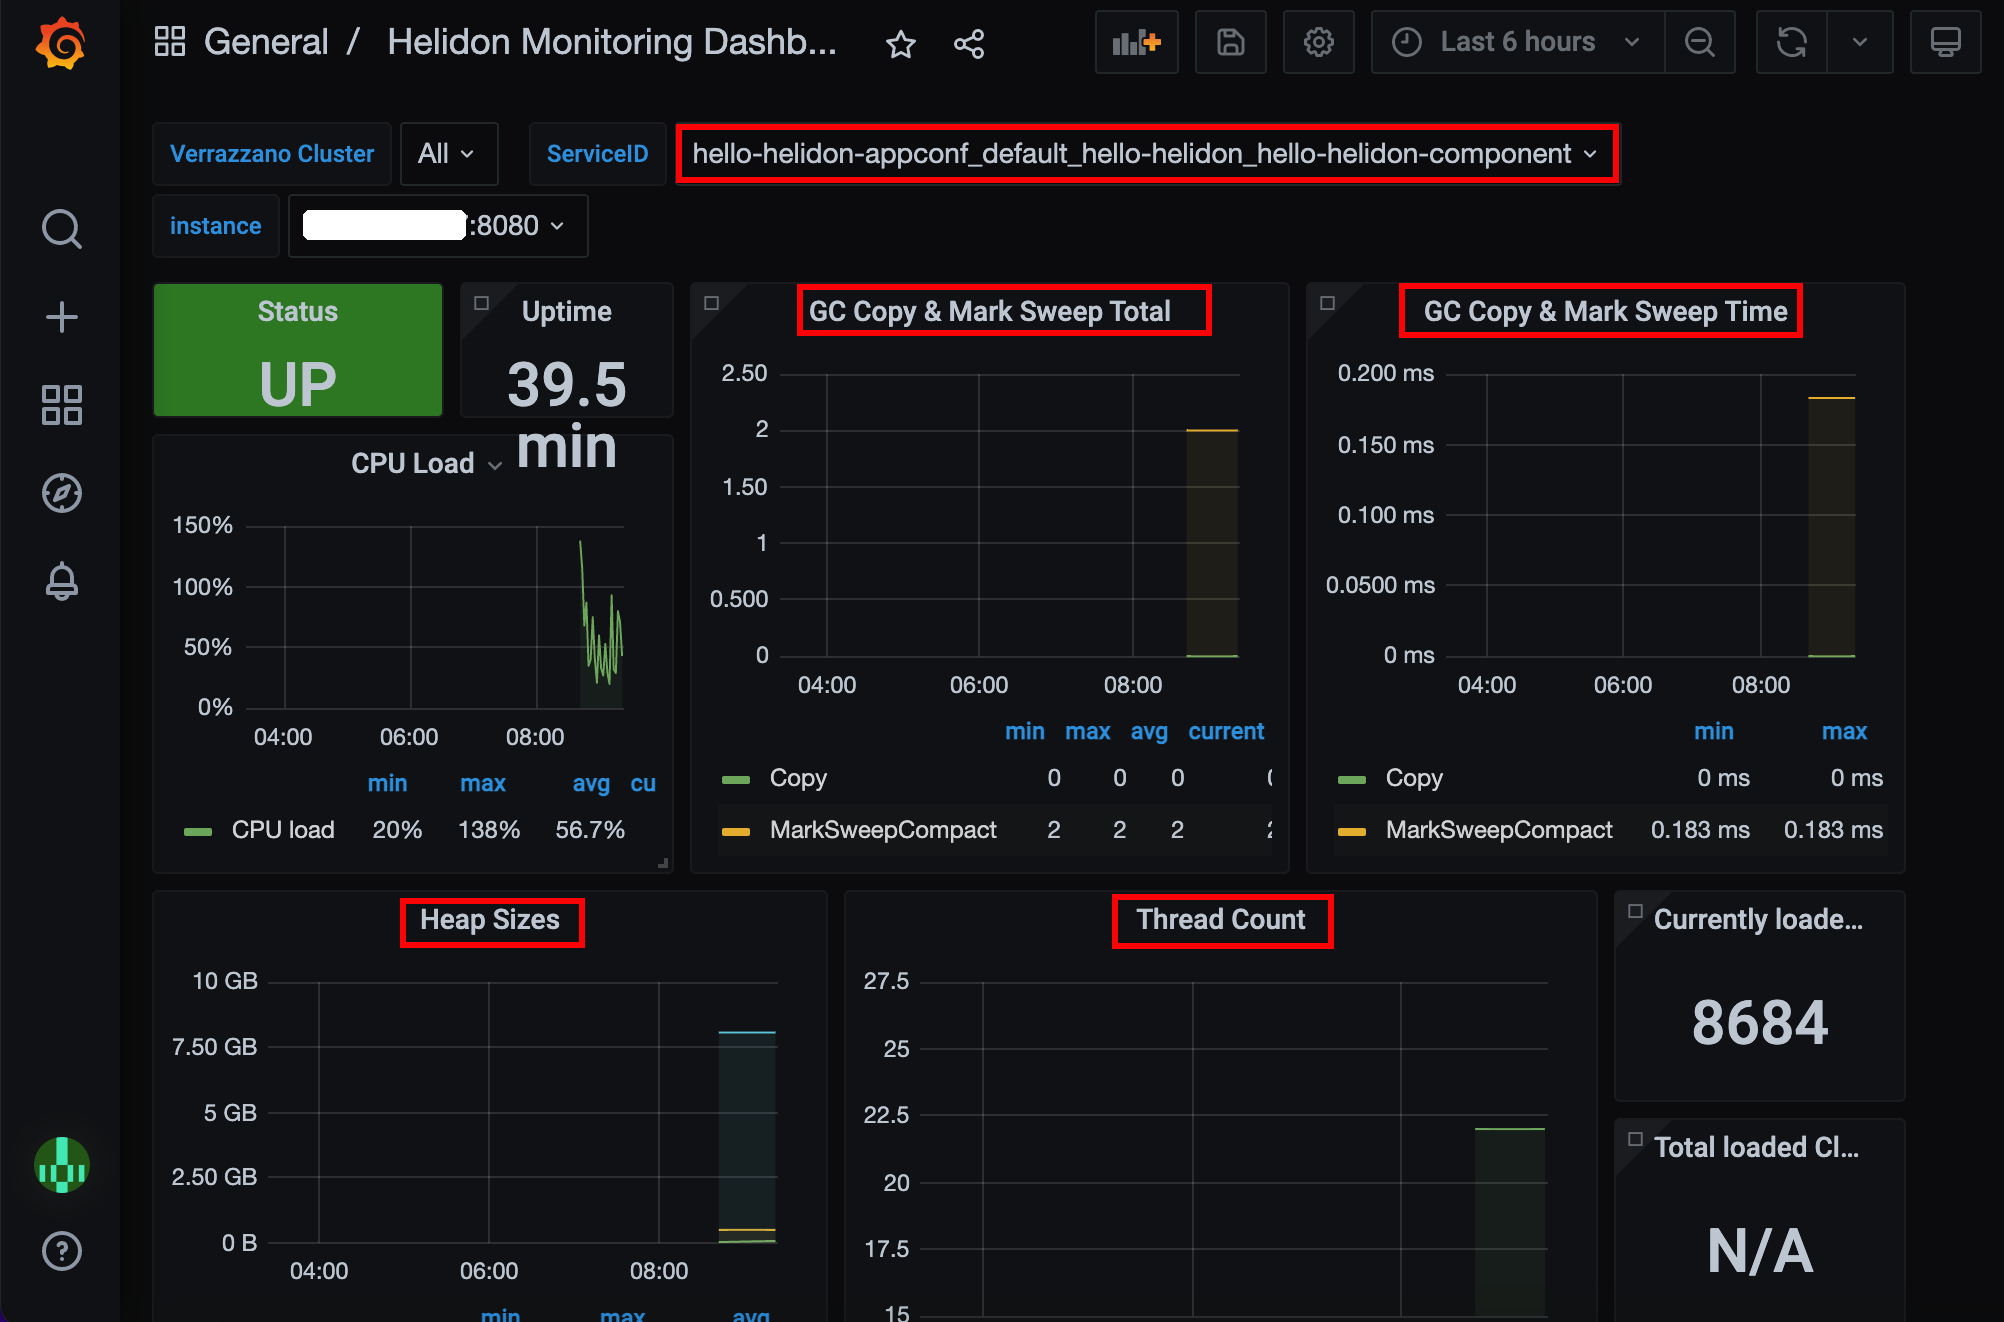 General / Helidon Monitoring Dashb...
Last 6 hours
Verrazzano Cluster All ServiceID hello-helidon-appconf_default_hello-helidon_hello-helidon-component
instance :8080
Status
UP
Uptime
39.5
min
GC Copy & Mark Sweep Total
2.50
2
1.50
1
0.500
0
04:00 06:00 08:00
min max avg current
Copy 0 0 0
MarkSweepCompact 2 2 2
GC Copy & Mark Sweep Time
0.200 ms
0.150 ms
0.100 ms
0.0500 ms
0 ms
04:00 06:00 08:00
min max
Copy 0 ms 0 ms
MarkSweepCompact 0.183 ms 0.183 ms
CPU Load
150%
100%
50%
0%
04:00 06:00 08:00
min max avg cu
CPU load 20% 138% 56.7%
Heap Sizes
10 GB
7.50 GB
5 GB
2.50 GB
0 B
04:00 06:00 08:00
min max avg
Thread Count
27.5
25
22.5
20
17.5
15
Currently loade...
8684
Total loaded Cl...
N/A